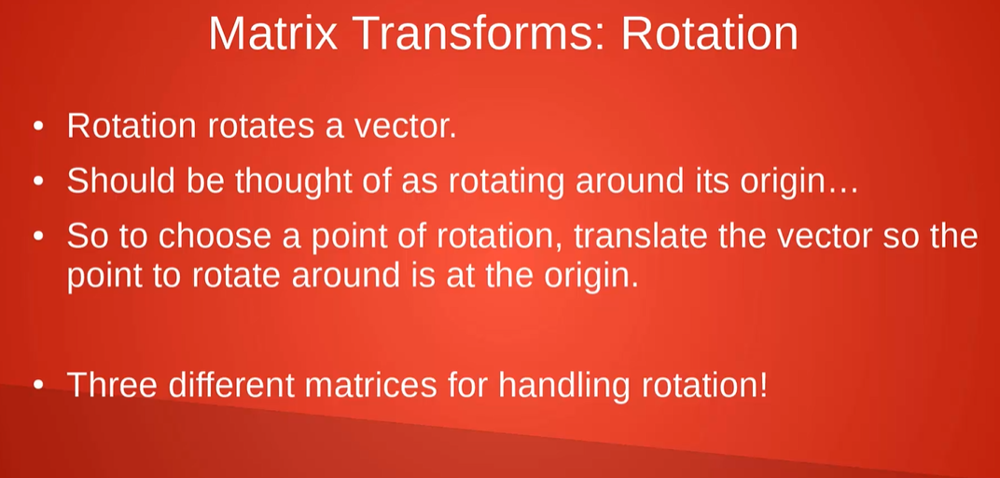 Matrix Transforms: Rotation
• Rotation rotates a vector.
• Should be thought of as rotating around its origin…
• So to choose a point of rotation, translate the vector so the
point to rotate around is at the origin.
• Three different matrices for handling rotation!